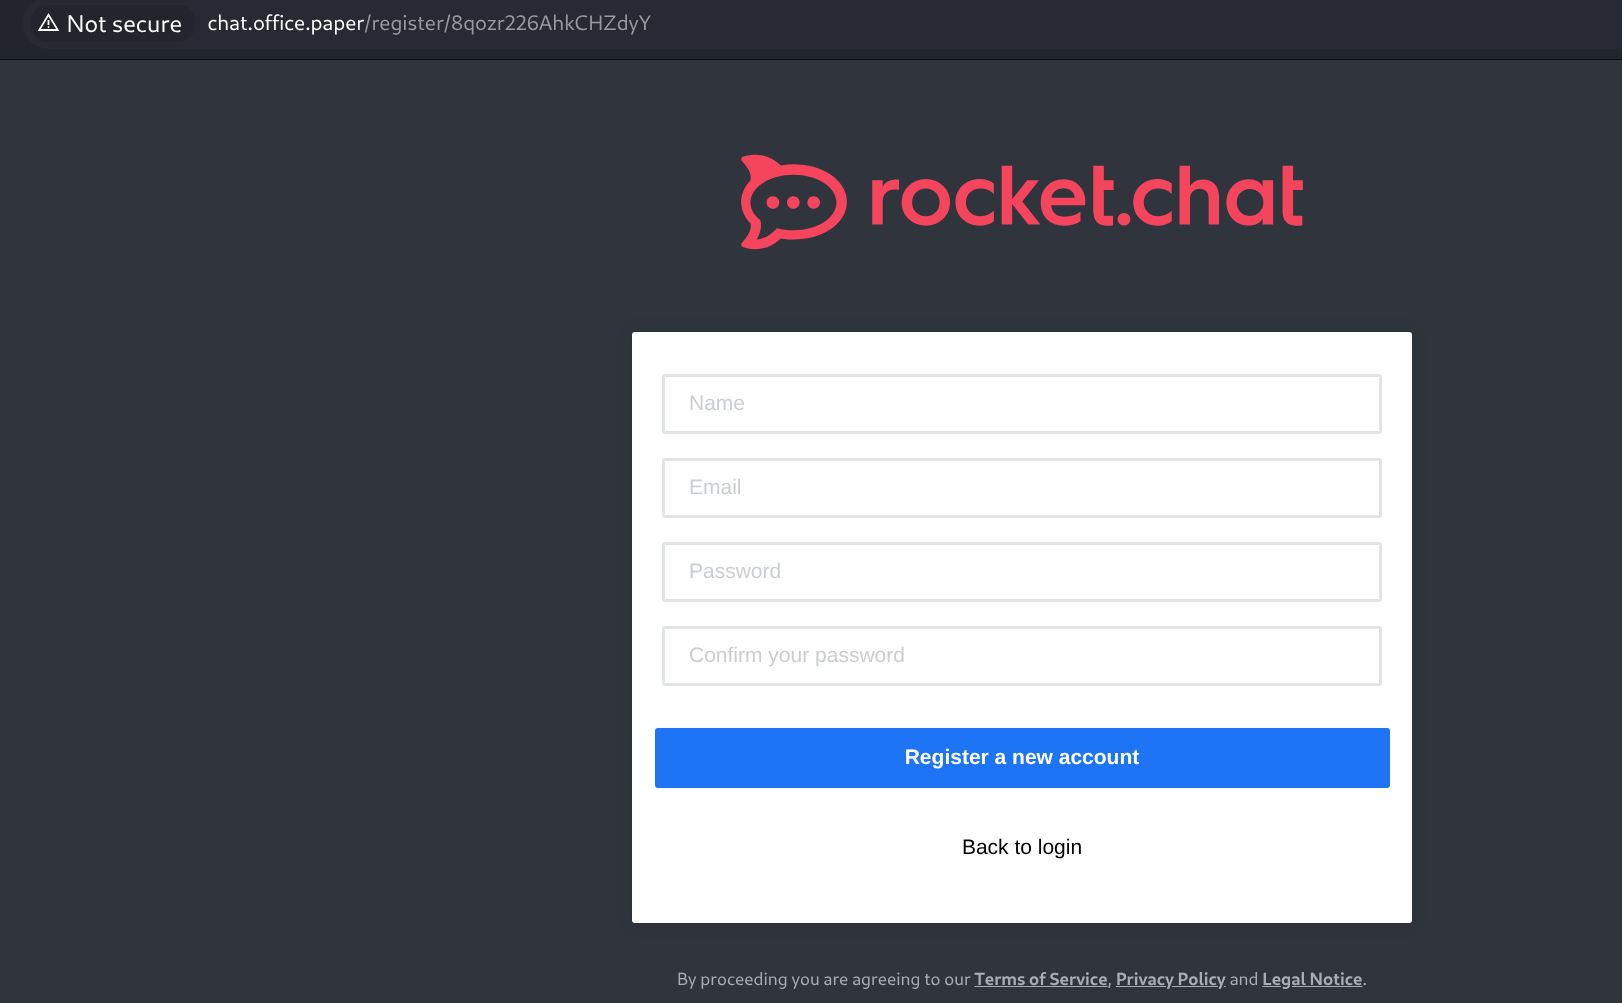 Not secure chat.office.paper/register/8qozr226AhkCHZdyY
rocket.chat
Name
Email
Password
Confirm your password
Register a new account
Back to login
By proceeding you are agreeing to our Terms of Service, Privacy Policy and Legal Notice.